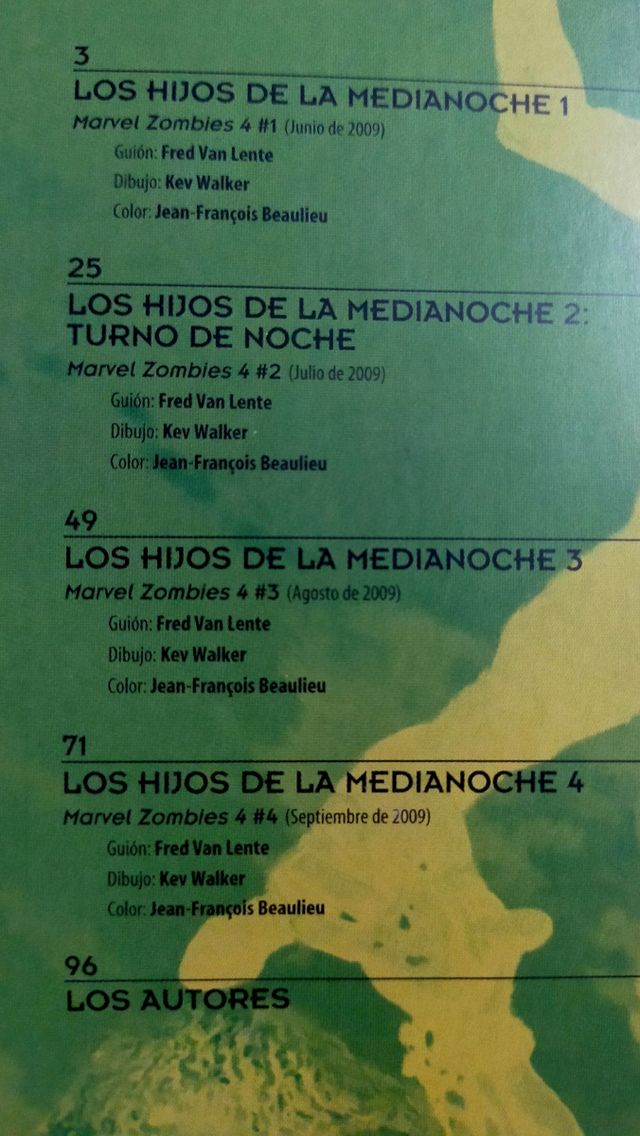 3
LOS HIJOS DE LA MEDIANOCHE 1
Marvel Zombies 4 #1 (Junio de 2009)
Guión: Fred Van Lente
Dibujo: Kev Walker
Color: Jean-François Beaulieu
25
LOS HIJOS DE LA MEDIANOCHE 2:
TURNO DE NOCHE
Marvel Zombies 4 #2 (Julio de 2009)
Guión: Fred Van Lente
Dibujo: Kev Walker
Color: Jean-François Beaulieu
49
LOS HIJOS DE LA MEDIANOCHE 3
Marvel Zombies 4 #3 (Agosto de 2009)
Guión: Fred Van Lente
Dibujo: Kev Walker
Color: Jean-François Beaulieu
71
LOS HIJOS DE LA MEDIANOCHE 4
Marvel Zombies 4 #4 (Septiembre de 2009)
Guión: Fred Van Lente
Dibujo: Kev Walker
Color: Jean-François Beaulieu
96
LOS AUTORES